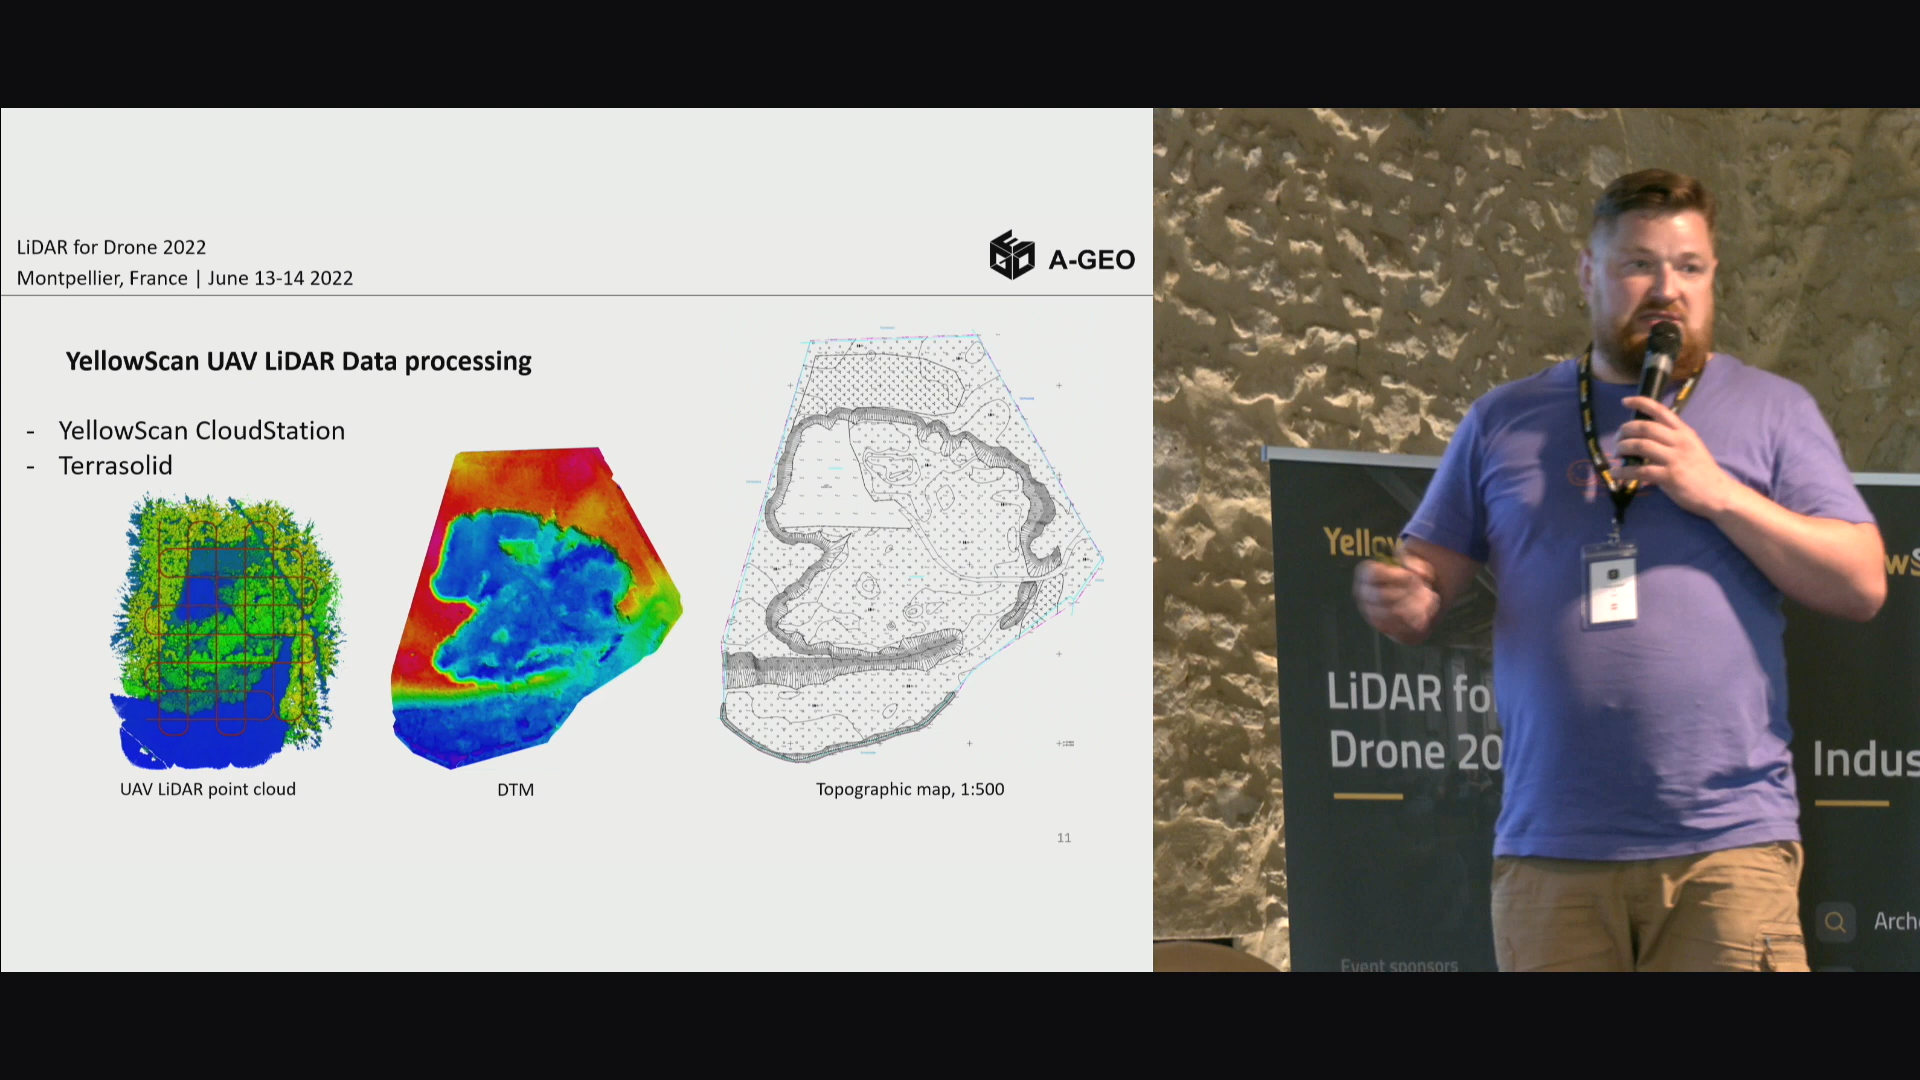 LiDAR for Drone 2022
Montpellier, France | June 13-14 2022
A-GEO
YellowScan UAV LiDAR Data processing
- YellowScan CloudStation
- Terrasolid
UAV LiDAR point cloud
DTM
Topographic map, 1:500
11
Yellow
LiDAR fo
Drone 20
Event sponsors
wS
Indus
Arch